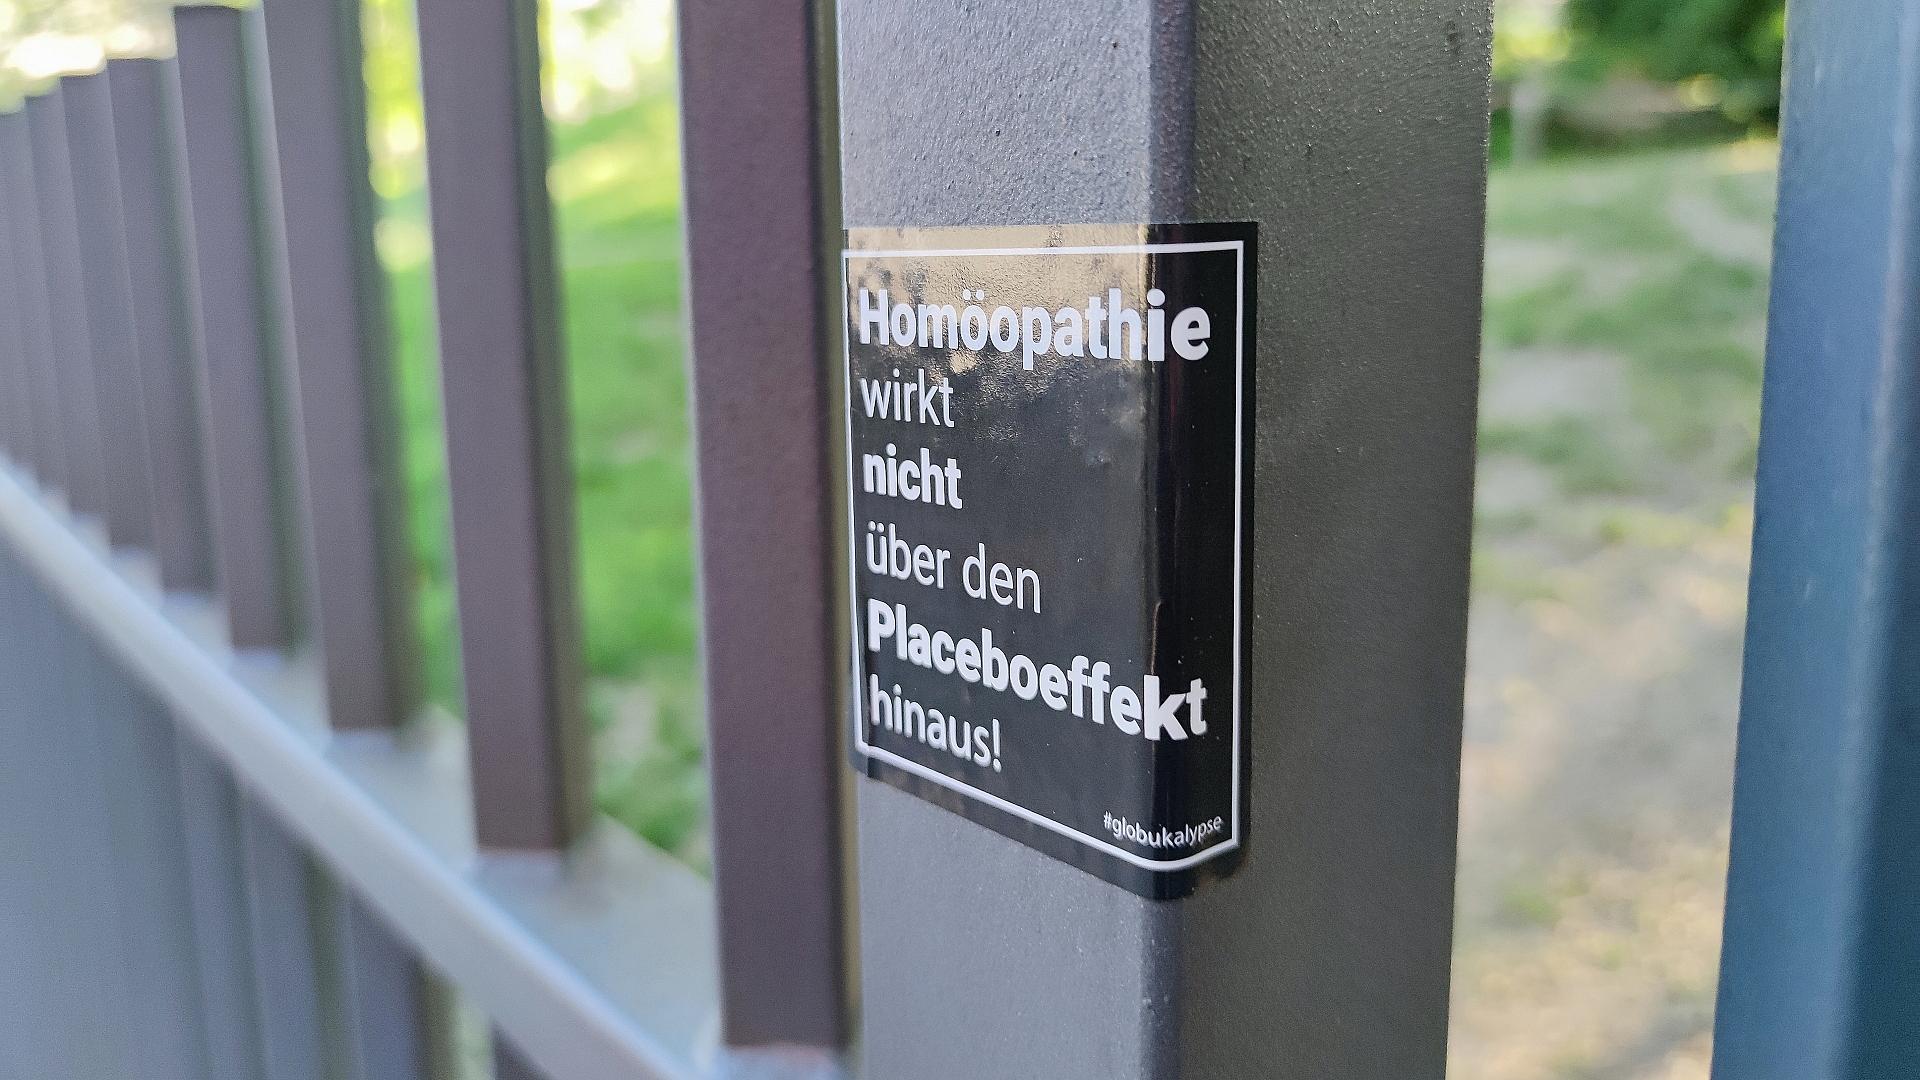 Homöopathie
wirkt
nicht
über den
Placeboeffekt
hinaus!
#globukalypse